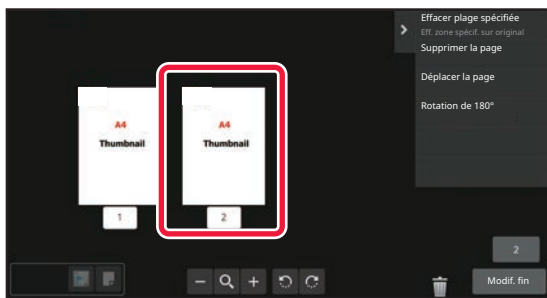 Effacer plage spécifiée
Eff. zone spécif. sur original
Supprimer la page
Déplacer la page
Rotation de 180°
A4
Thumbnail
A4
Thumbnail
1
2
2
Modif. fin